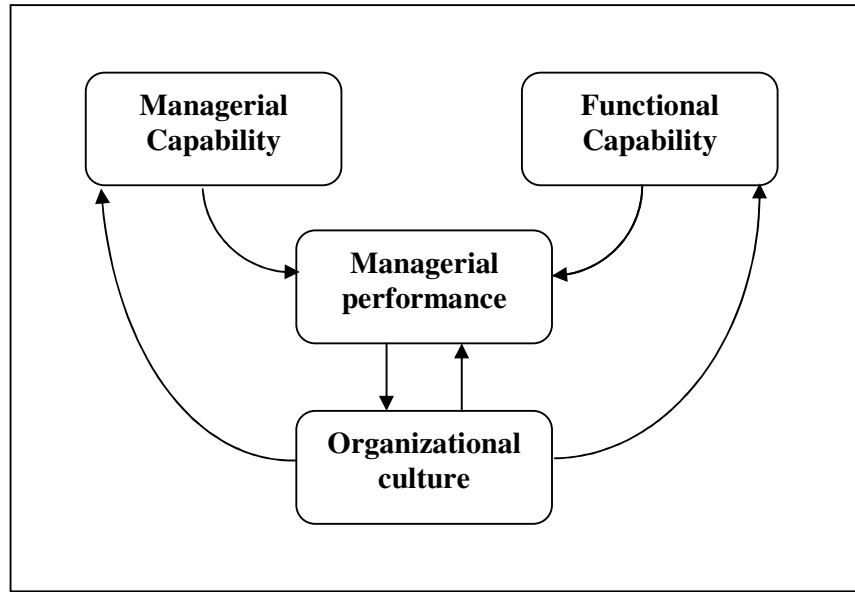 Managerial
Capability
Functional
Capability
Managerial
performance
Organizational
culture